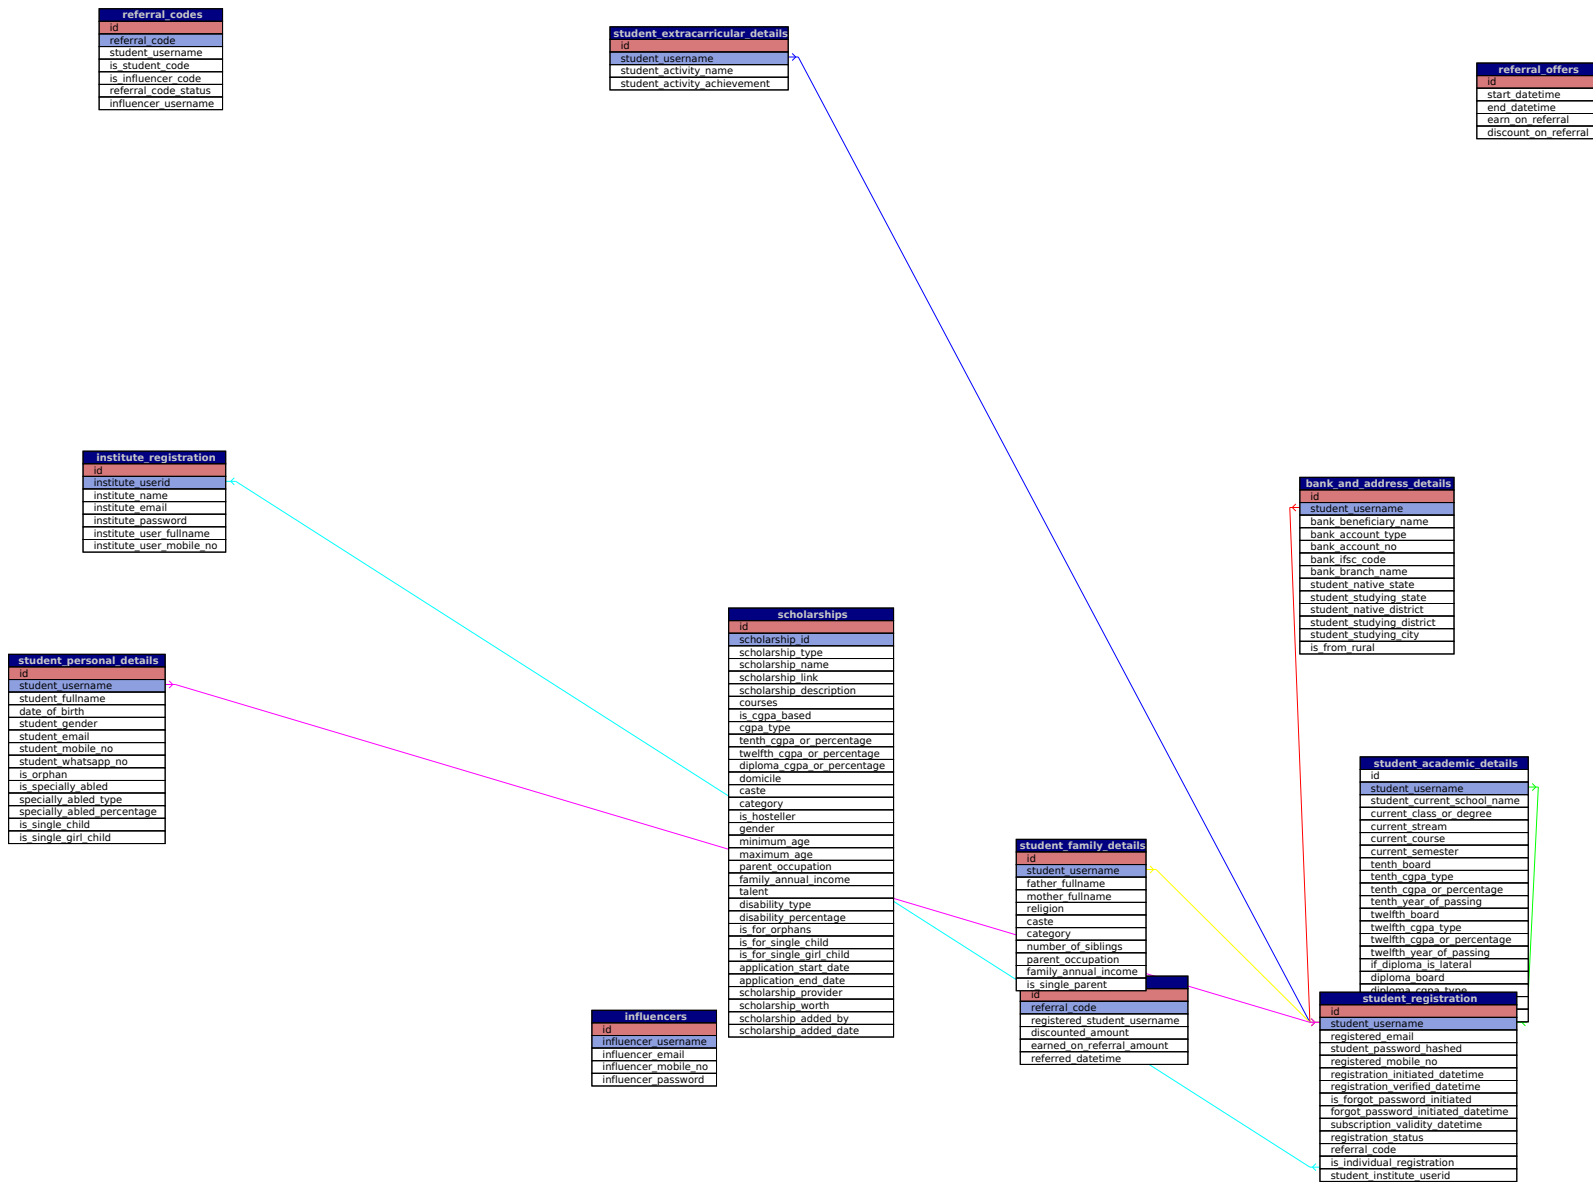 referral_codes
id
referral_code
student_username
is_student_code
is_influencer_code
referral_code_status
influencer_username
student_extracarricular_details
id
student_username
student_activity_name
student_activity_achievement
referral_offers
id
start_datetime
end_datetime
earn_on_referral
discount_on_referral
institute_registration
id
institute_userid
institute_name
institute_email
institute_password
institute_user_fullname
institute_user_mobile_no
bank_and_address_details
id
student_username
bank_beneficiary_name
bank_account_type
bank_account_no
bank_ifsc_code
bank_branch_name
student_native_state
student_studying_state
student_native_district
student_studying_district
student_studying_city
is_from_rural
student_personal_details
id
student_username
student_fullname
date_of_birth
student_gender
student_email
student_mobile_no
student_whatsapp_no
is_orphan
is_specially_abled
specially_abled_type
specially_abled_percentage
is_single_child
is_single_girl_child
scholarships
id
scholarship_id
scholarship_type
scholarship_name
scholarship_link
scholarship_description
courses
is_cgpa_based
cgpa_type
tenth_cgpa_or_percentage
twelfth_cgpa_or_percentage
diploma_cgpa_or_percentage
domicile
caste
category
is_hosteller
gender
minimum_age
maximum_age
parent_occupation
family_annual_income
talent
disability_type
disability_percentage
is_for_orphans
is_for_single_child
is_for_single_girl_child
application_start_date
application_end_date
scholarship_provider
scholarship_worth
scholarship_added_by
scholarship_added_date
student_academic_details
id
student_username
student_current_school_name
current_class_or_degree
current_stream
current_course
current_semester
tenth_board
tenth_cgpa_type
tenth_cgpa_or_percentage
tenth_year_of_passing
twelfth_board
twelfth_cgpa_type
twelfth_cgpa_or_percentage
twelfth_year_of_passing
if_diploma_is_lateral
diploma_board
diploma_cgpa_type
student_family_details
id
student_username
father_fullname
mother_fullname
religion
caste
category
number_of_siblings
parent_occupation
family_annual_income
is_single_parent
id
referral_code
registered_student_username
discounted_amount
earned_on_referral_amount
referred_datetime
influencers
id
influencer_username
influencer_email
influencer_mobile_no
influencer_password
student_registration
id
student_username
registered_email
student_password_hashed
registered_mobile_no
registration_initiated_datetime
registration_verified_datetime
is_forgot_password_initiated
forgot_password_initiated_datetime
subscription_validity_datetime
registration_status
referral_code
is_individual_registration
student_institute_userid